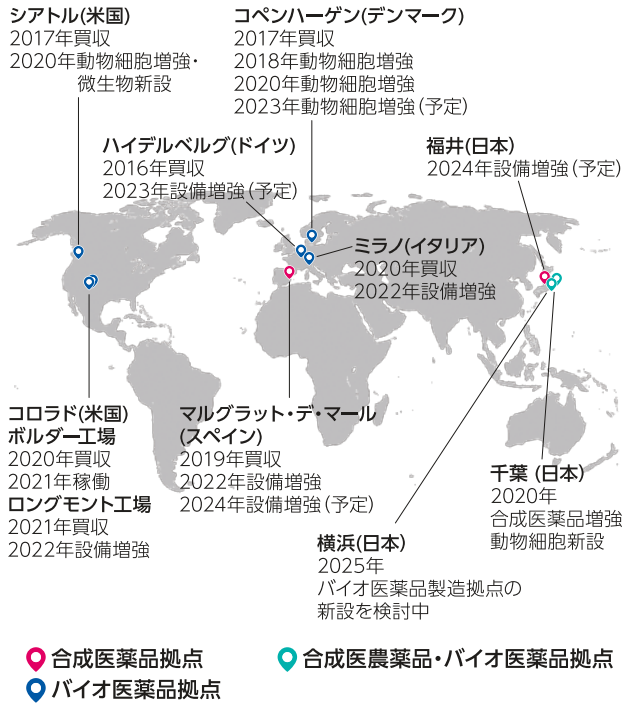 シアトル(米国)
2017年買収
2020年動物細胞増強・
微生物新設
コペンハーゲン(デンマーク)
2017年買収
2018年動物細胞増強
2020年動物細胞増強
2023年動物細胞増強(予定)
ハイデルベルグ(ドイツ)
2016年買収
2023年設備増強(予定)
福井(日本)
2024年設備増強(予定)
ミラノ(イタリア)
2020年買収
2022年設備増強
コロラド(米国)
ボルダー工場
2020年買収
2021年稼働
ロングモント工場
2021年買収
2022年設備増強
マルグラット・デ・マール
(スペイン)
2019年買収
2022年設備増強
2024年設備増強(予定)
横浜(日本)
2025年
バイオ医薬品製造拠点の
新設を検討中
千葉 (日本)
2020年
合成医薬品増強
動物細胞新設
合成医薬品拠点
バイオ医薬品拠点
合成医農薬品・バイオ医薬品拠点